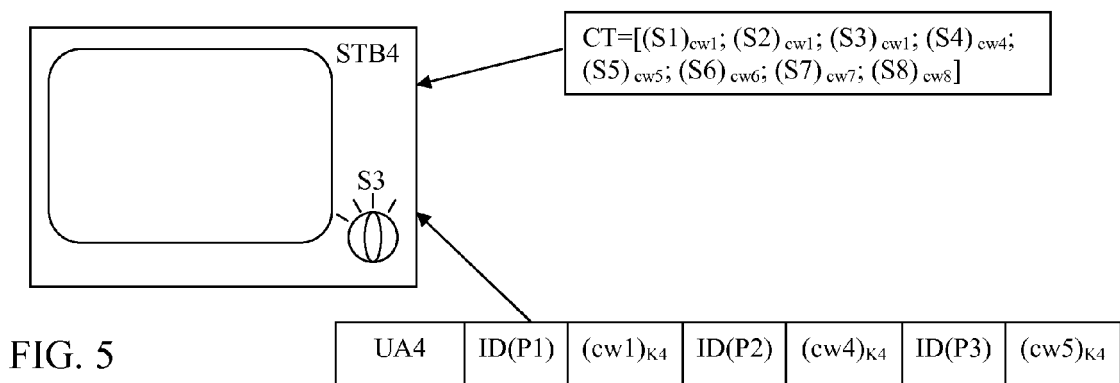 STB4
CT=[(S1)cw1; (S2) cw1; (S3) cw1; (S4) cw4;
(S5) cw5; (S6) cw6; (S7) cw7; (S8) cw8]
S3
FIG. 5
UA4 ID(P1) (cw1)K4 ID(P2) (cw4)K4 ID(P3) (cw5)K4